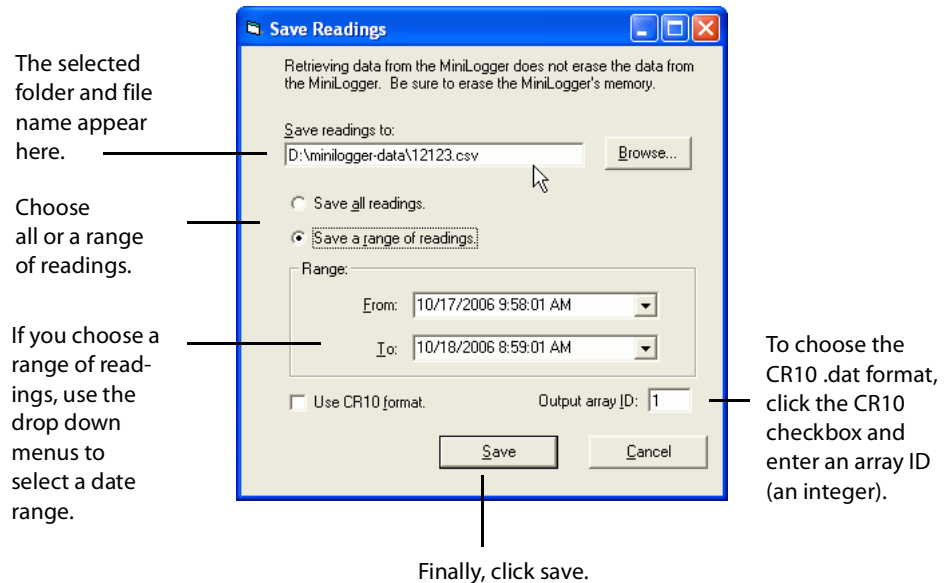 Save Readings
Retrieving data from the MiniLogger does not erase the data from
the MiniLogger. Be sure to erase the MiniLogger's memory.
The selected
folder and file
name appear
here.
Save readings to:
D:\minilogger-data\12123.csv
Browse...
Choose
all or a range
of readings.
Save all readings.
Save a range of readings.
Range:
From: 10/17/2006 9:58:01 AM
To: 10/18/2006 8:59:01 AM
If you choose a
range of read-
ings, use the
drop down
menus to
select a date
range.
Use CR10 format.
Output array ID: 1
To choose the
CR10 .dat format,
click the CR10
checkbox and
enter an array ID
(an integer).
Save
Cancel
Finally, click save.